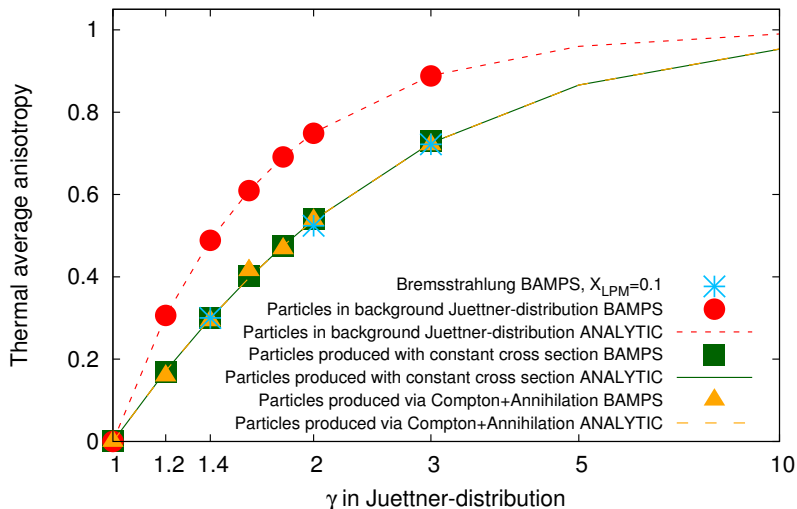 Thermal average anisotropy
1
0.8
0.6
0.4
0.2
0
Bremsstrahlung BAMPS, X_LPM=0.1
Particles in background Juettner-distribution BAMPS
Particles in background Juettner-distribution ANALYTIC
Particles produced with constant cross section BAMPS
Particles produced with constant cross section ANALYTIC
Particles produced via Compton+Annihilation BAMPS
Particles produced via Compton+Annihilation ANALYTIC
1 1.2 1.4 2 3 5 10
γ in Juettner-distribution